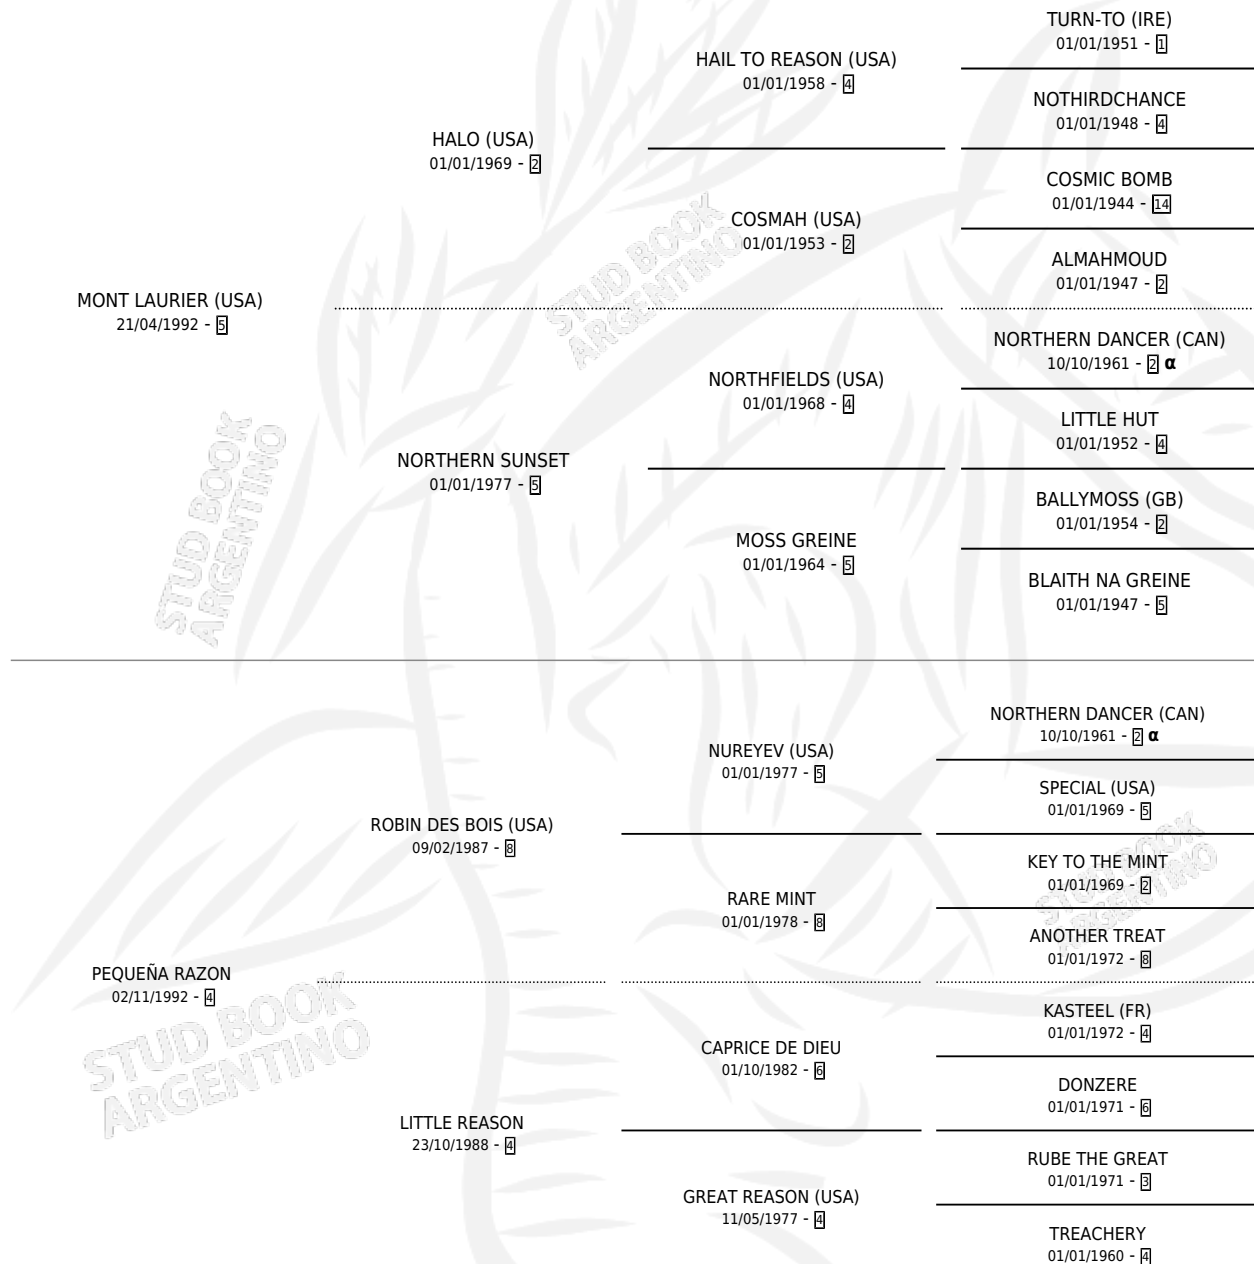 TURN-TO (IRE)
01/01/1951 - 1
HAIL TO REASON (USA)
01/01/1958 - 4
NOTHIRDCHANCE
01/01/1948 - 4
HALO (USA)
01/01/1969 - 2
COSMIC BOMB
01/01/1944 - 14
COSMAH (USA)
01/01/1953 - 2
ALMAHMOUD
01/01/1947 - 2
MONT LAURIER (USA)
21/04/1992 - 5
NORTHERN DANCER (CAN)
10/10/1961 - 2 α
NORTHFIELDS (USA)
01/01/1968 - 4
LITTLE HUT
01/01/1952 - 4
NORTHERN SUNSET
01/01/1977 - 5
BALLYMOSS (GB)
01/01/1954 - 2
MOSS GREINE
01/01/1964 - 5
BLAITH NA GREINE
01/01/1947 - 5
NORTHERN DANCER (CAN)
10/10/1961 - 2 α
NUREYEV (USA)
01/01/1977 - 5
SPECIAL (USA)
01/01/1969 - 5
ROBIN DES BOIS (USA)
09/02/1987 - 8
KEY TO THE MINT
01/01/1969 - 2
RARE MINT
01/01/1978 - 8
ANOTHER TREAT
01/01/1972 - 8
PEQUEÑA RAZON
02/11/1992 - 4
KASTEEL (FR)
01/01/1972 - 4
CAPRICE DE DIEU
01/10/1982 - 6
DONZERE
01/01/1971 - 6
LITTLE REASON
23/10/1988 - 4
RUBE THE GREAT
01/01/1971 - 3
GREAT REASON (USA)
11/05/1977 - 4
TREACHERY
01/01/1960 - 4
STUD BOOK
ARGENTINO
STUD BOOK
ARGENTINO
STUD BOOK
ARGENTINO
STUD BOOK
ARGENTINO